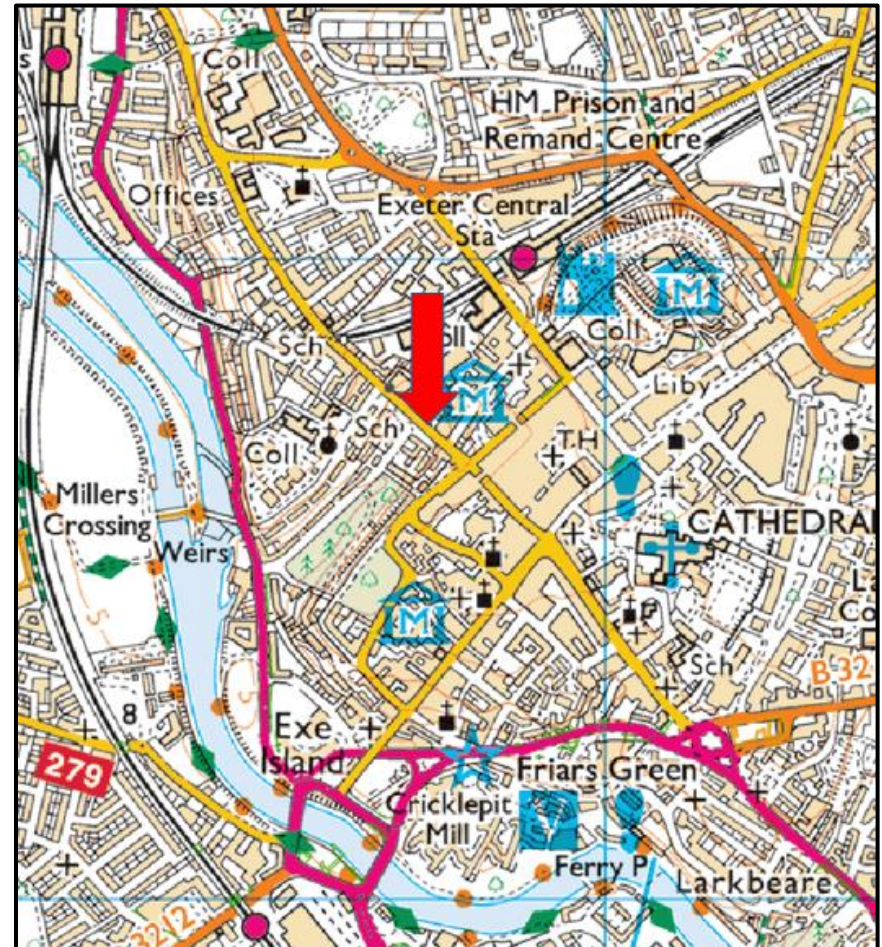 s
Coll
HM Prison and
Remand Centre
Offices
Exeter Central
Sta
Coll
M
Sch
Liby
M
Sch
T.H
Coll
Millers
Crossing
CATHEDRAL
Weirs
M
Sch
B 32
8
Exe
Island
279
Friars Green
Cricklepit
Mill
V
Ferry P
Larkbeare
3212